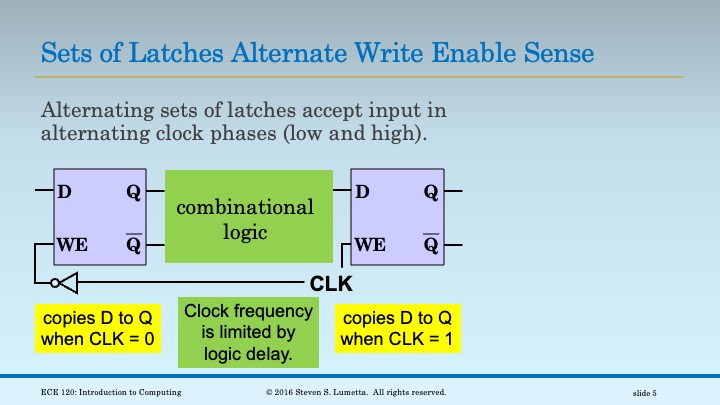 Sets of Latches Alternate Write Enable Sense
Alternating sets of latches accept input in
alternating clock phases (low and high).
D Q
WE Q̅
combinational
logic
D Q
WE Q̅
CLK
copies D to Q
when CLK = 0
Clock frequency
is limited by
logic delay.
copies D to Q
when CLK = 1
ECE 120: Introduction to Computing
© 2016 Steven S. Lumetta. All rights reserved.
slide 5